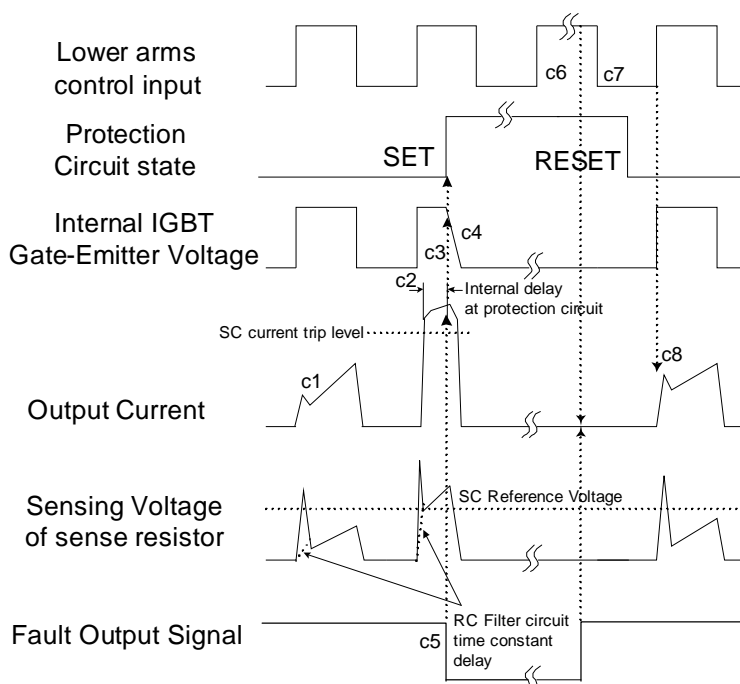 Lower arms
control input
c6
c7
Protection
Circuit state
SET
RESET
Internal IGBT
Gate-Emitter Voltage
c3
c4
c2
Internal delay
at protection circuit
SC current trip level
c1
c8
Output Current
Sensing Voltage
of sense resistor
SC Reference Voltage
Fault Output Signal
c5
RC Filter circuit
time constant
delay